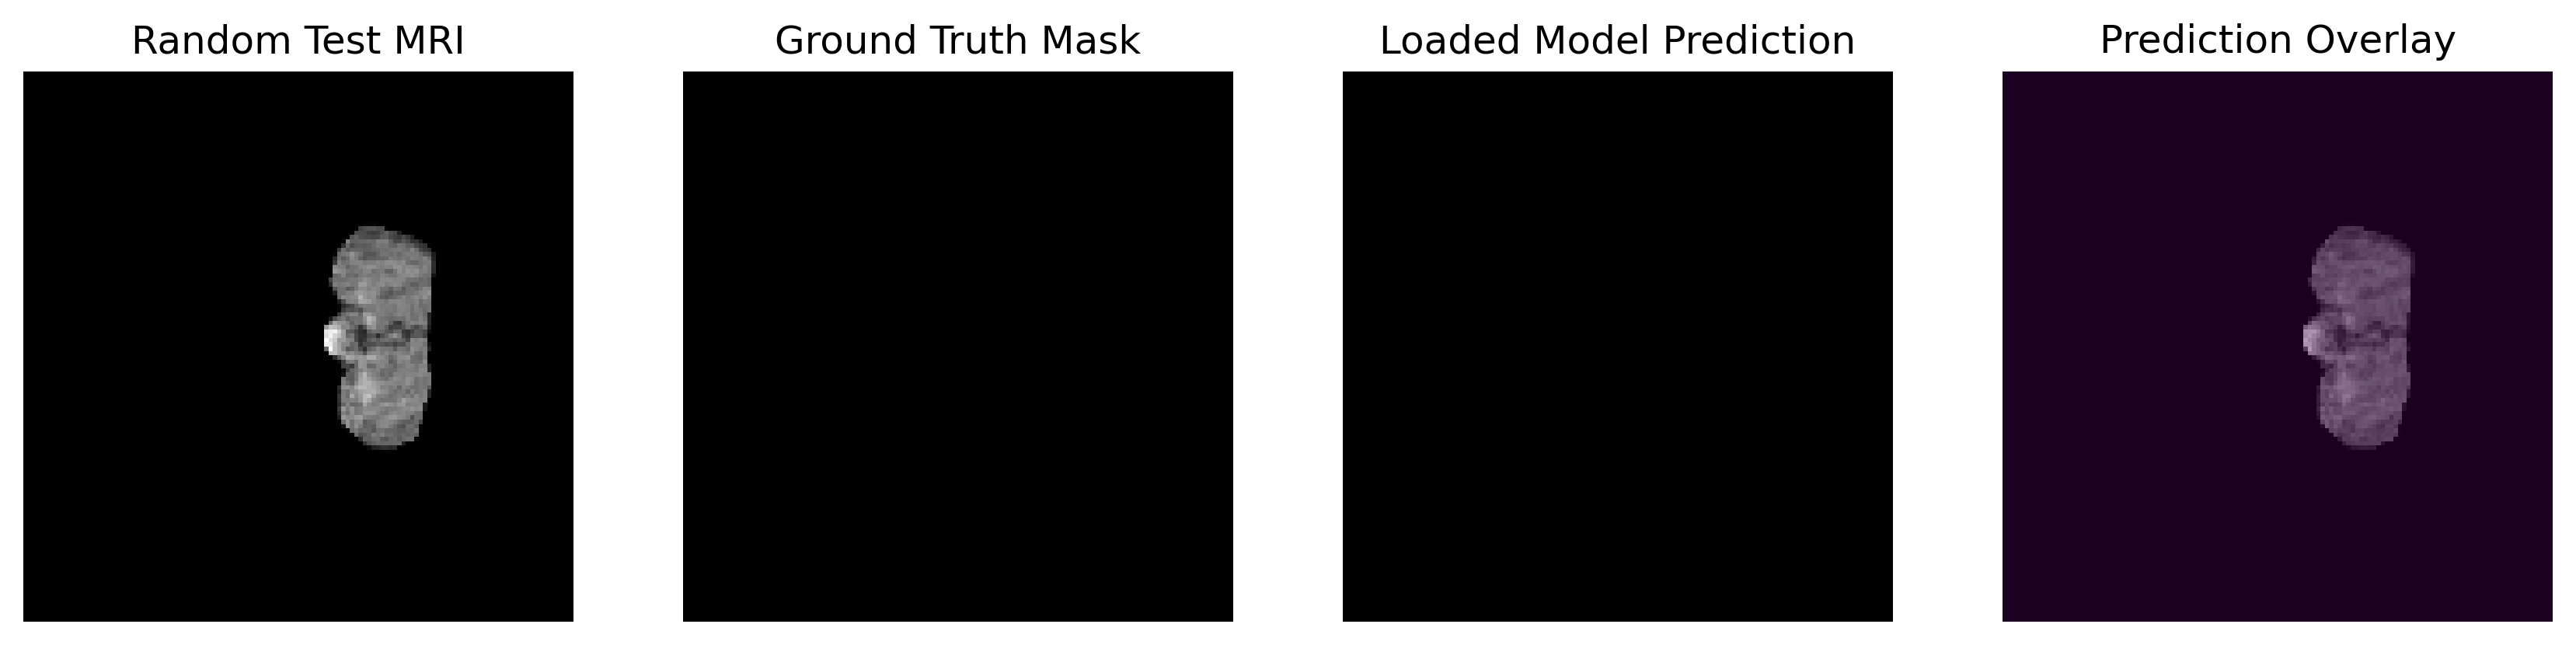 Random Test MRI
Ground Truth Mask
Loaded Model Prediction
Prediction Overlay